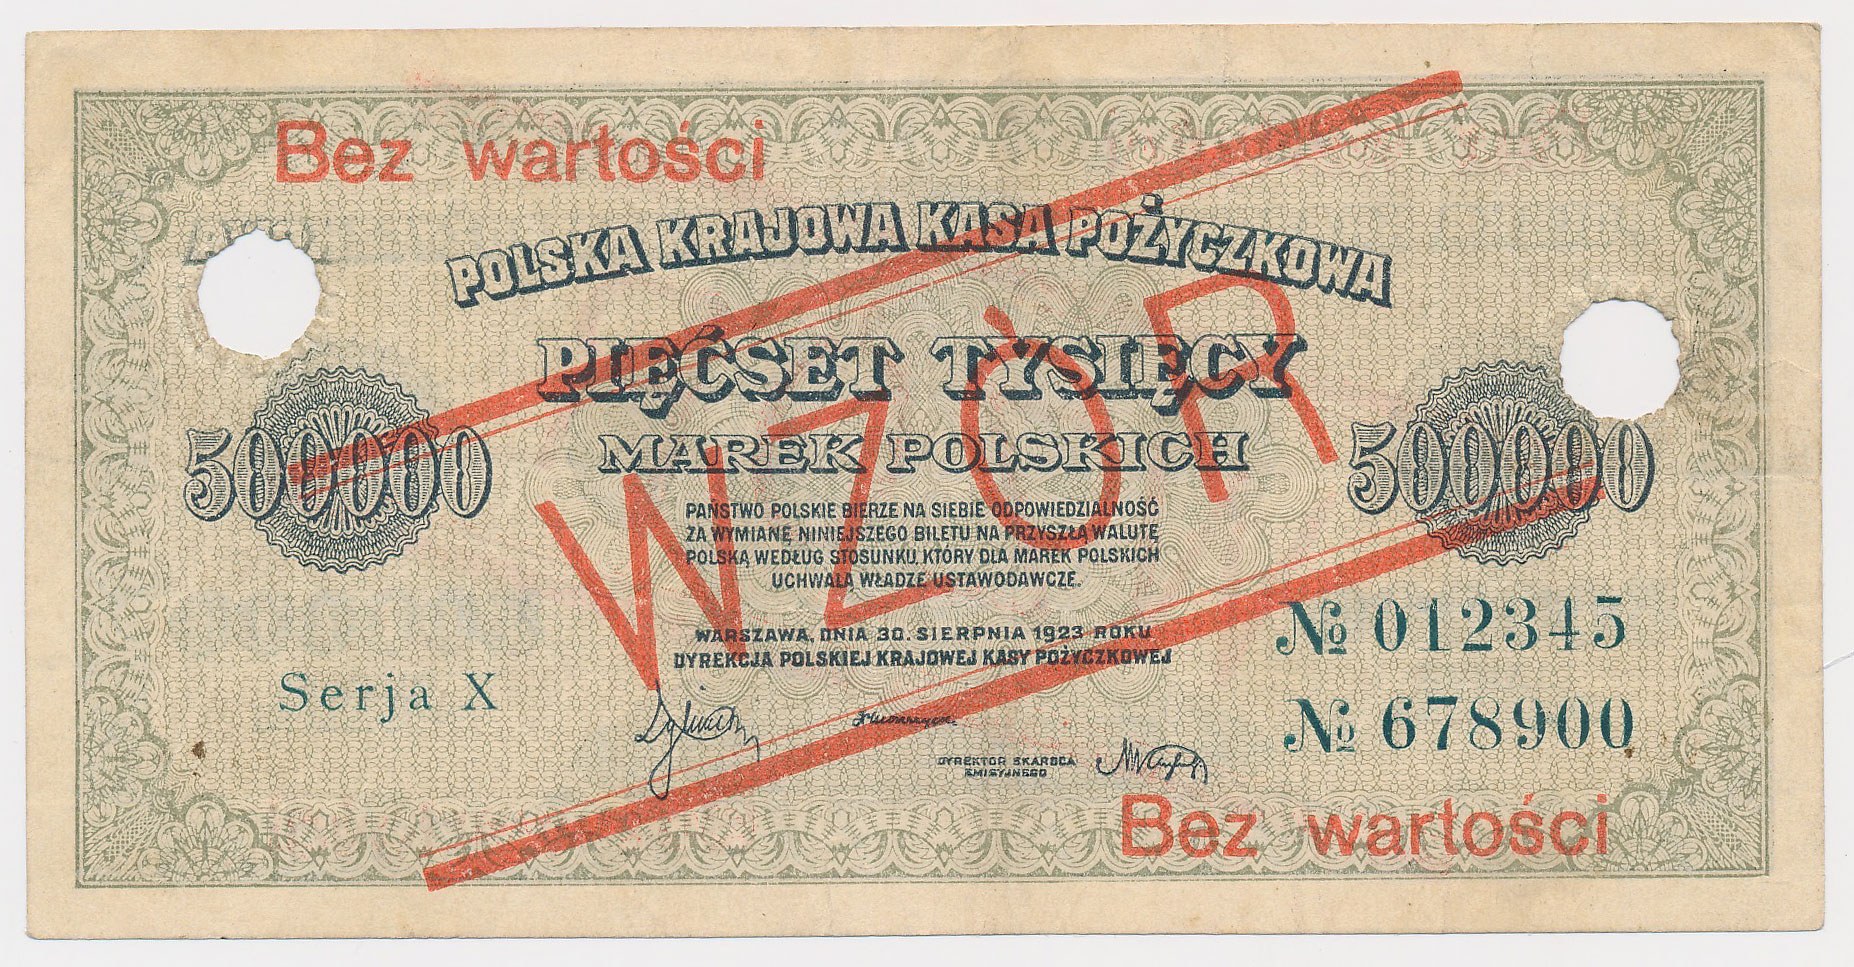 Bez wartości
POLSKA KRAJOWA KASA POŻYCZKOWA
PIĘĆSET TYSIĘCY
MAREK POLSKICH
500000
500000
WZÓR
PAŃSTWO POLSKIE BIERZE NA SIEBIE ODPOWIEDZIALNOŚĆ
ZA WYMIANĘ NINIEJSZEGO BILETU NA PRZYSZŁĄ WALUTĘ
POLSKĄ WEDŁUG STOSUNKU, KTÓRY DLA MAREK POLSKICH
UCHWALĄ WŁADZE USTAWODAWCZE.
WARSZAWA, DNIA 30. SIERPNIA 1923 ROKU
DYREKCJA POLSKIEJ KRAJOWEJ KASY POŻYCZKOWEJ
№ 012345
Serja X
№ 678900
DYREKTOR SKARBCA
EMISYJNEGO
Bez wartości